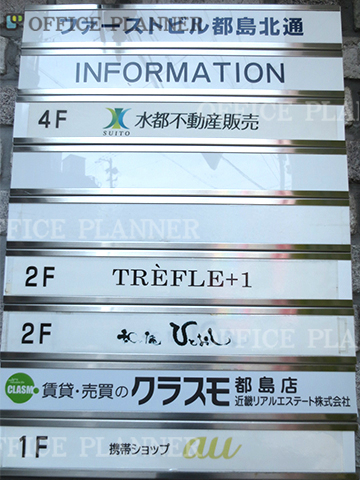 OFFICE PLANNER
ファーストビル都島北通
INFORMATION
4F SUITO 水都不動産販売
2F TRÈFLE+1
2F
CLASM 賃貸・売買のクラスモ 都島店
近畿リアルエステート株式会社
1F 携帯ショップ au